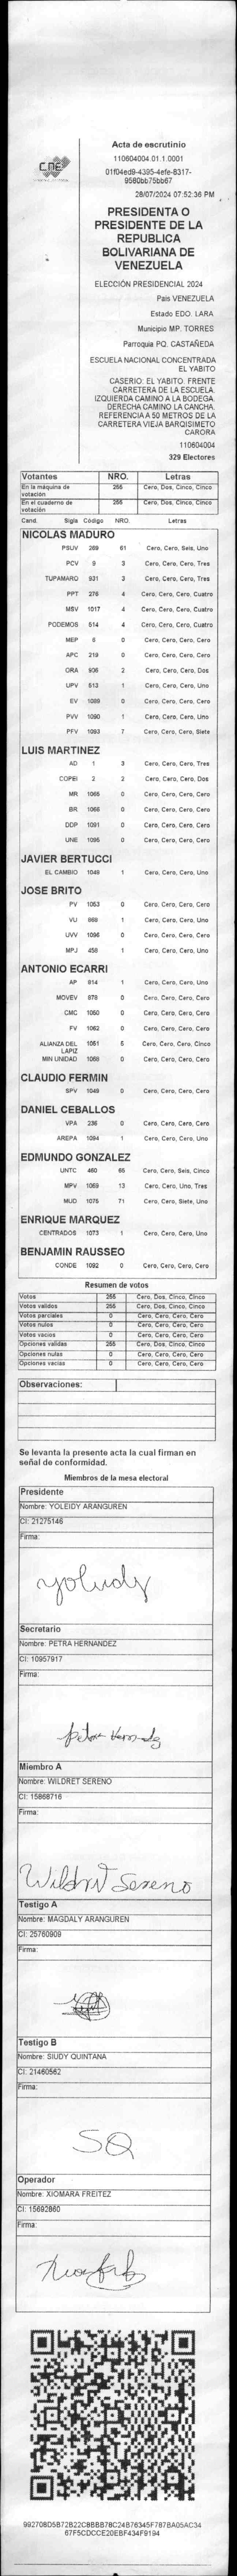 CNE
Acta de escrutinio
110604004.01.1.0001
01f04ed9-4395-4efe-8317-
9580bb75bb67
28/07/2024 07:52:36 PM
PRESIDENTA O
PRESIDENTE DE LA
REPUBLICA
BOLIVARIANA DE
VENEZUELA
ELECCIÓN PRESIDENCIAL 2024
Pais VENEZUELA
Estado EDO. LARA
Municipio MP. TORRES
Parroquia PQ. CASTAÑEDA
ESCUELA NACIONAL CONCENTRADA
EL YABITO
CASERIO: EL YABITO. FRENTE
CARRETERA DE LA ESCUELA.
IZQUIERDA CAMINO A LA BODEGA.
DERECHA CAMINO LA CANCHA.
REFERENCIA A 50 METROS DE LA
CARRETERA VIEJA BARQISIMETO
CARORA
110604004
329 Electores
Votantes NRO. Letras
En la máquina de votación 255 Cero, Dos, Cinco, Cinco
En el cuaderno de votación 255 Cero, Dos, Cinco, Cinco
Cand. Sigla Código NRO. Letras
NICOLAS MADURO
PSUV 269 61 Cero, Cero, Seis, Uno
PCV 9 3 Cero, Cero, Cero, Tres
TUPAMARO 931 3 Cero, Cero, Cero, Tres
PPT 276 4 Cero, Cero, Cero, Cuatro
MSV 1017 4 Cero, Cero, Cero, Cuatro
PODEMOS 514 4 Cero, Cero, Cero, Cuatro
MEP 5 0 Cero, Cero, Cero, Cero
APC 219 0 Cero, Cero, Cero, Cero
ORA 936 2 Cero, Cero, Cero, Dos
UPV 513 1 Cero, Cero, Cero, Uno
EV 1089 0 Cero, Cero, Cero, Cero
PVV 1090 1 Cero, Cero, Cero, Uno
PFV 1093 7 Cero, Cero, Cero, Siete
LUIS MARTINEZ
AD 1 3 Cero, Cero, Cero, Tres
COPEI 2 2 Cero, Cero, Cero, Dos
MR 1065 0 Cero, Cero, Cero, Cero
BR 1066 0 Cero, Cero, Cero, Cero
DDP 1091 0 Cero, Cero, Cero, Cero
UNE 1095 0 Cero, Cero, Cero, Cero
JAVIER BERTUCCI
EL CAMBIO 1048 1 Cero, Cero, Cero, Uno
JOSE BRITO
PV 1053 0 Cero, Cero, Cero, Cero
VU 868 1 Cero, Cero, Cero, Uno
UVV 1096 0 Cero, Cero, Cero, Cero
MPJ 458 1 Cero, Cero, Cero, Uno
ANTONIO ECARRI
AP 814 1 Cero, Cero, Cero, Uno
MOVEV 878 0 Cero, Cero, Cero, Cero
CMC 1050 0 Cero, Cero, Cero, Cero
FV 1062 0 Cero, Cero, Cero, Cero
ALIANZA DEL LAPIZ 1051 5 Cero, Cero, Cero, Cinco
MIN UNIDAD 1068 0 Cero, Cero, Cero, Cero
CLAUDIO FERMIN
SPV 1049 0 Cero, Cero, Cero, Cero
DANIEL CEBALLOS
VPA 236 0 Cero, Cero, Cero, Cero
AREPA 1094 1 Cero, Cero, Cero, Uno
EDMUNDO GONZALEZ
UNTC 460 65 Cero, Cero, Seis, Cinco
MPV 1069 13 Cero, Cero, Uno, Tres
MUD 1075 71 Cero, Cero, Siete, Uno
ENRIQUE MARQUEZ
CENTRADOS 1073 1 Cero, Cero, Cero, Uno
BENJAMIN RAUSSEO
CONDE 1092 0 Cero, Cero, Cero, Cero
Resumen de votos
Votos 255 Cero, Dos, Cinco, Cinco
Votos validos 255 Cero, Dos, Cinco, Cinco
Votos parciales 0 Cero, Cero, Cero, Cero
Votos nulos 0 Cero, Cero, Cero, Cero
Votos vacios 0 Cero, Cero, Cero, Cero
Opciones validas 255 Cero, Dos, Cinco, Cinco
Opciones nulas 0 Cero, Cero, Cero, Cero
Opciones vacias 0 Cero, Cero, Cero, Cero
Observaciones:
Se levanta la presente acta la cual firman en
señal de conformidad.
Miembros de la mesa electoral
Presidente
Nombre: YOLEIDY ARANGUREN
CI: 21275146
Firma:
Secretario
Nombre: PETRA HERNANDEZ
CI: 10957917
Firma:
Miembro A
Nombre: WILDRET SERENO
CI: 15868716
Firma:
Wildret Sereno
Testigo A
Nombre: MAGDALY ARANGUREN
CI: 25760909
Firma:
Testigo B
Nombre: SIUDY QUINTANA
CI: 21460562
Firma:
SQ
Operador
Nombre: XIOMARA FREITEZ
CI: 15692860
Firma:
992708D5B72B22C8BBB78C24B76345F787BA05AC34
67F5CDCCE20EBF434F9194